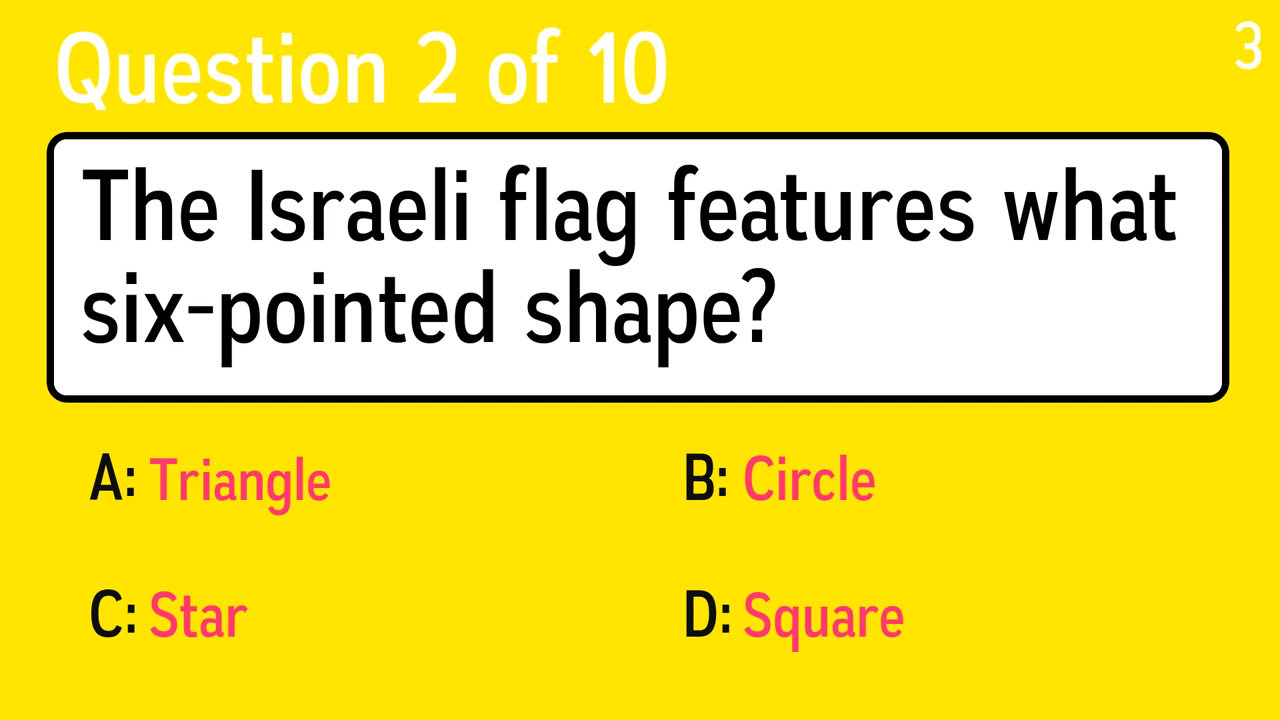 Question 2 of 10
3
The Israeli flag features what
six-pointed shape?
A: Triangle
B: Circle
C: Star
D: Square